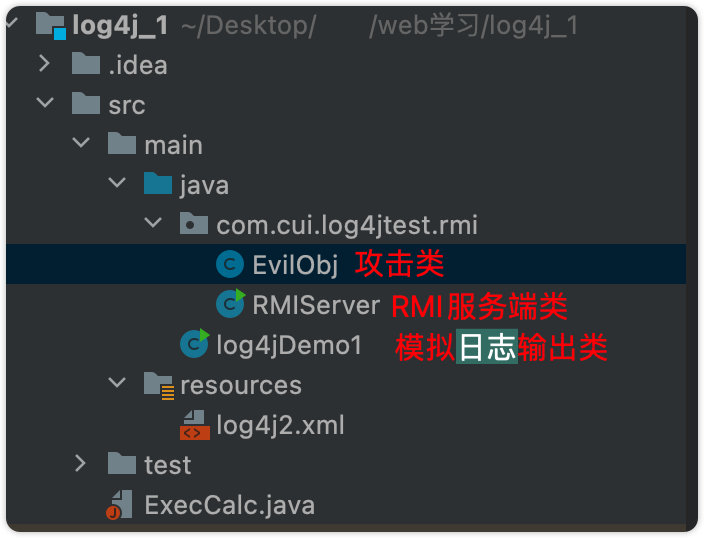 log4j_1 ~/Desktop/ /web学习/log4j_1
.idea
src
main
java
com.cui.log4jtest.rmi
EvilObj 攻击类
RMIServer RMI服务端类
log4jDemo1 模拟日志输出类
resources
log4j2.xml
test
ExecCalc.java